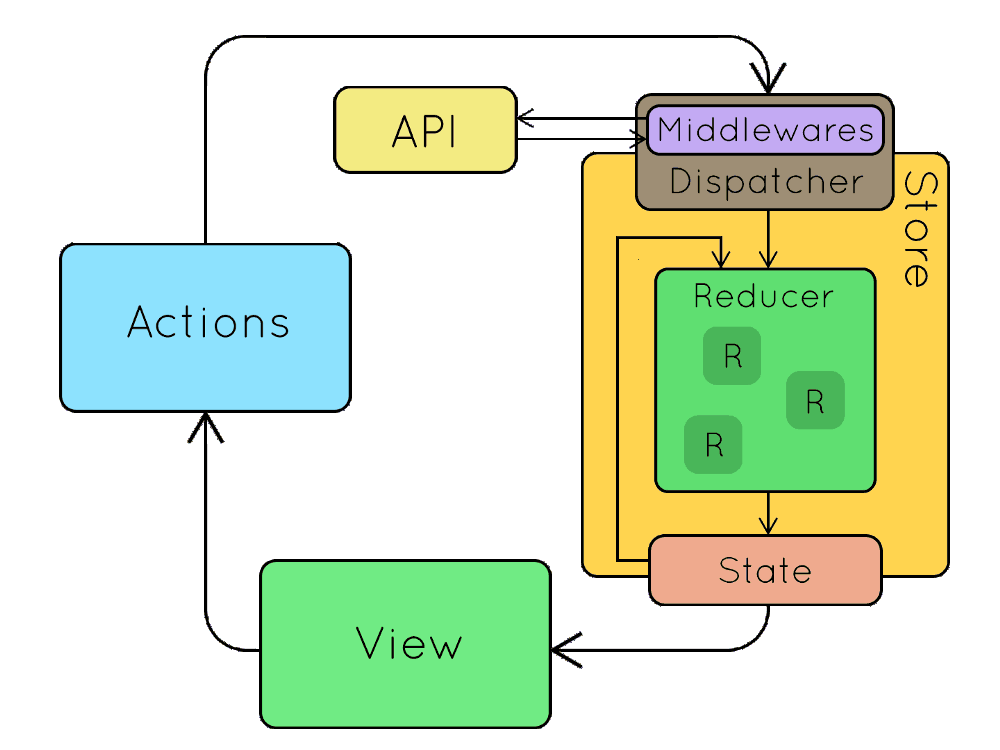 API
Middlewares
Dispatcher
Store
Actions
Reducer
R
R
R
State
View